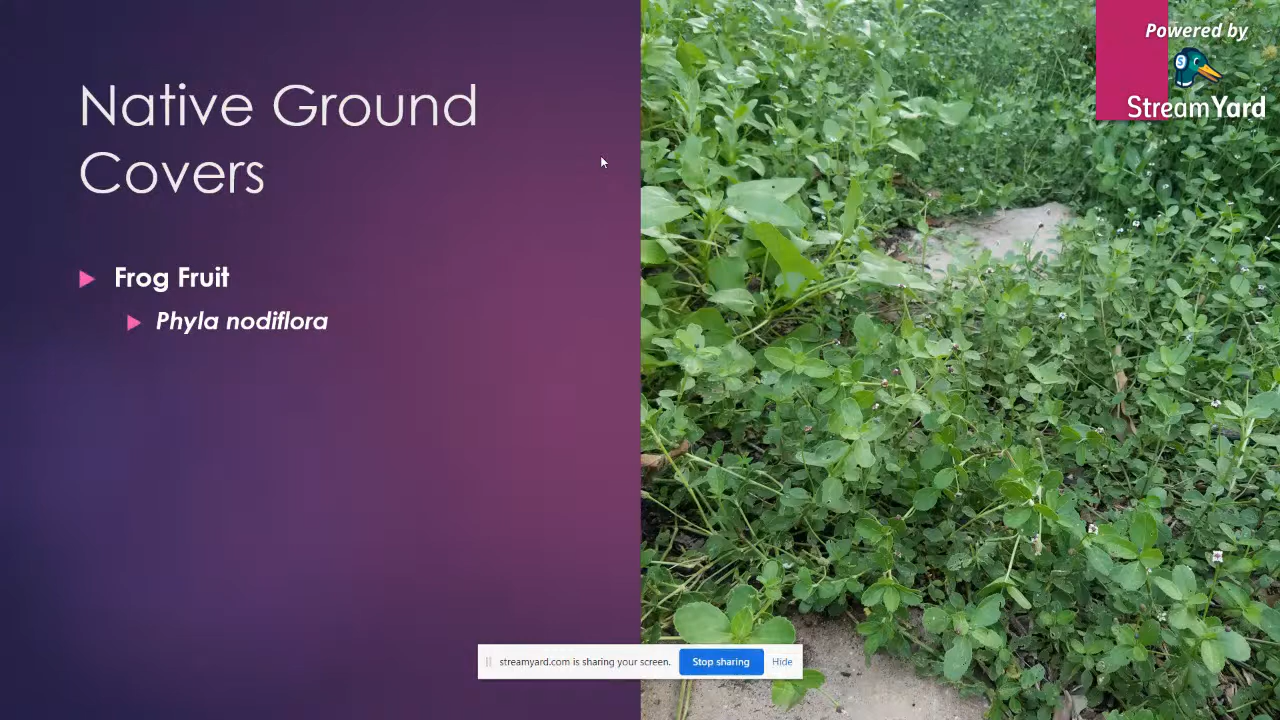 Powered by
StreamYard
Native Ground
Covers
Frog Fruit
Phyla nodiflora
streamyard.com is sharing your screen. Stop sharing Hide